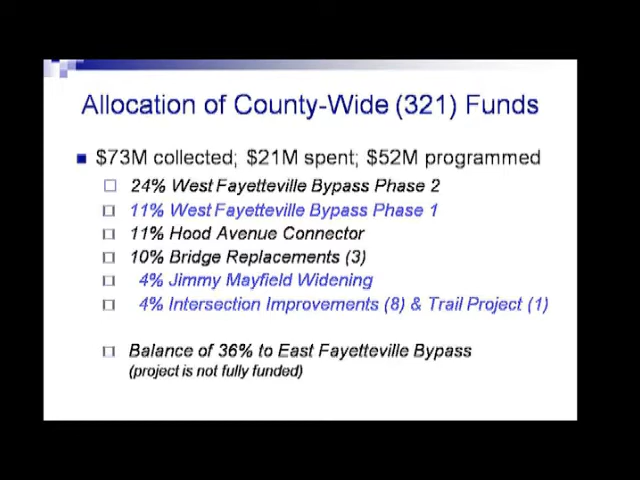 Allocation of County-Wide (321) Funds
$73M collected; $21M spent; $52M programmed
24% West Fayetteville Bypass Phase 2
11% West Fayetteville Bypass Phase 1
11% Hood Avenue Connector
10% Bridge Replacements (3)
4% Jimmy Mayfield Widening
4% Intersection Improvements (8) & Trail Project (1)
Balance of 36% to East Fayetteville Bypass
(project is not fully funded)